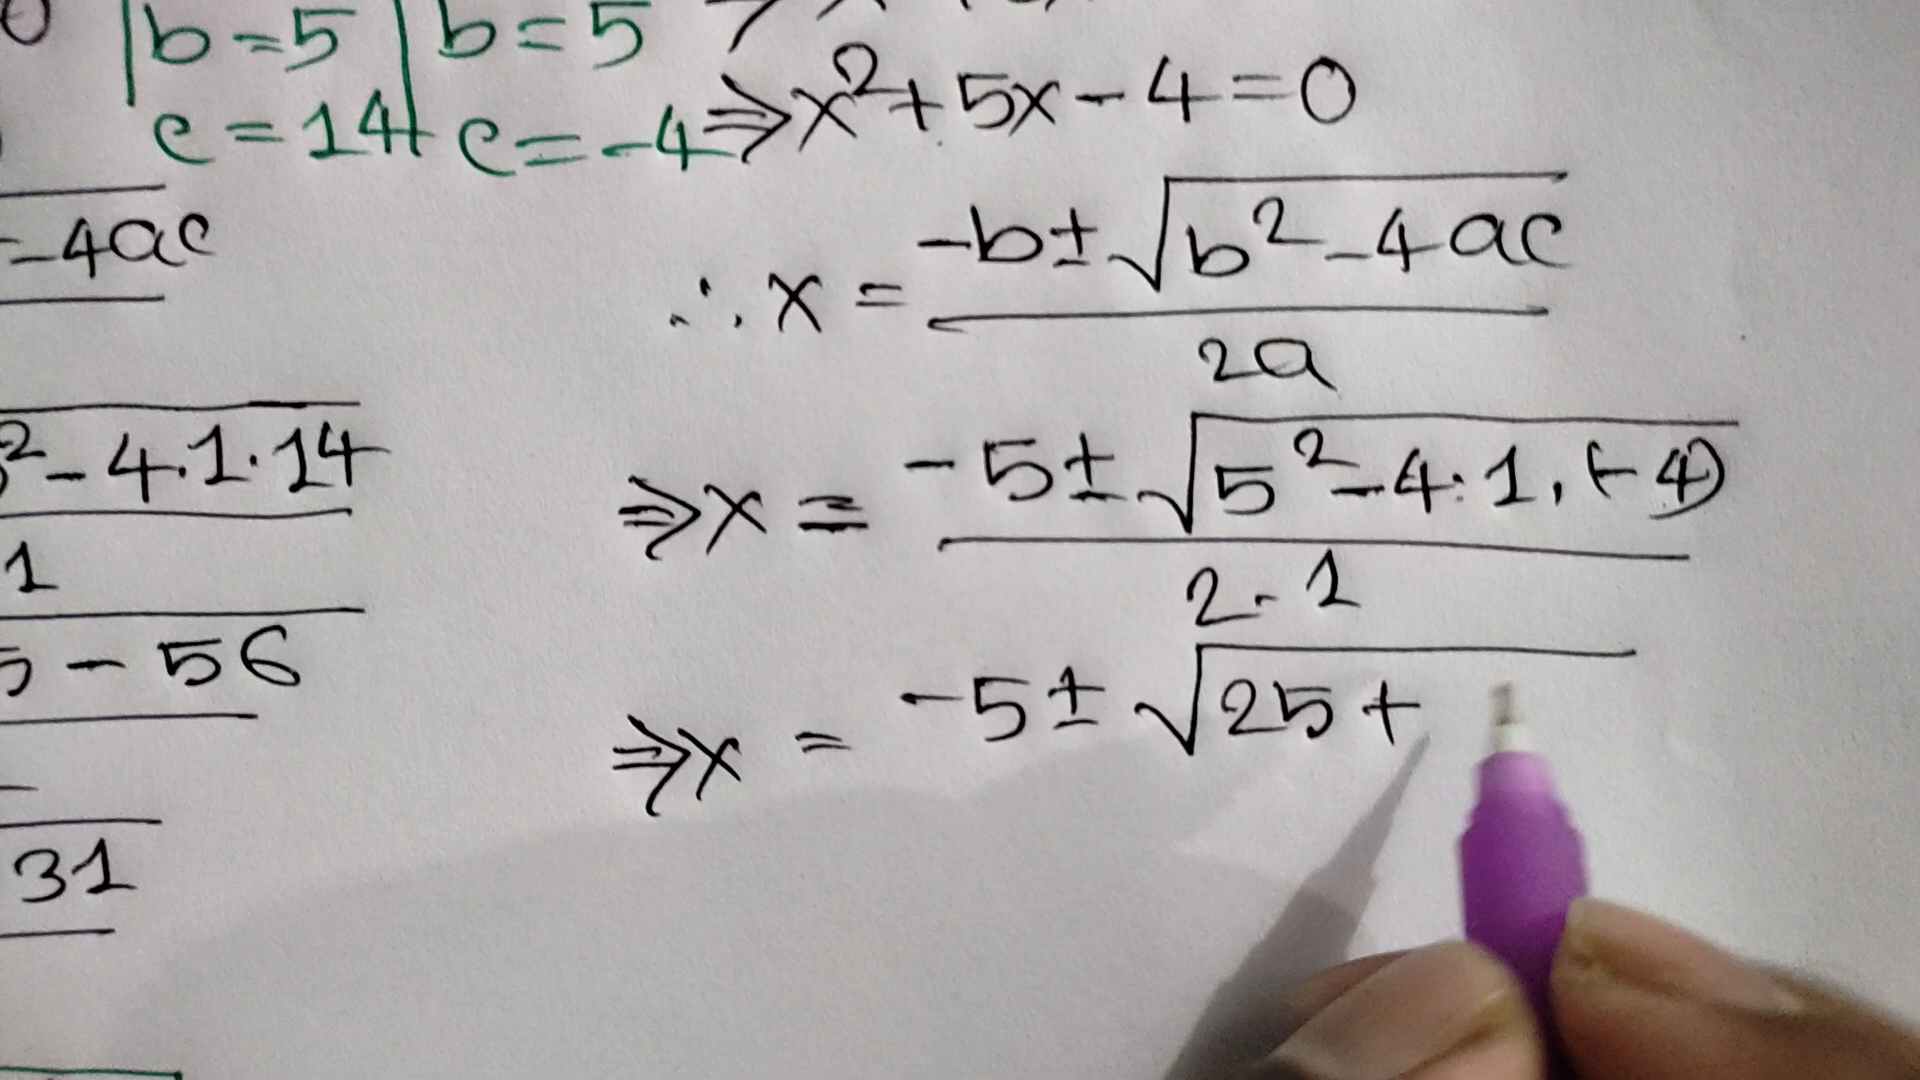 b=5 b=5
c=14 c=-4 ⇒x²+5x-4=0
-4ac
∴x = (-b±√(b²-4ac))/(2a)
²-4·1·14
1
⇒x = (-5±√(5²-4·1·(-4)))/(2·1)
-56
⇒x = -5±√(25+
31